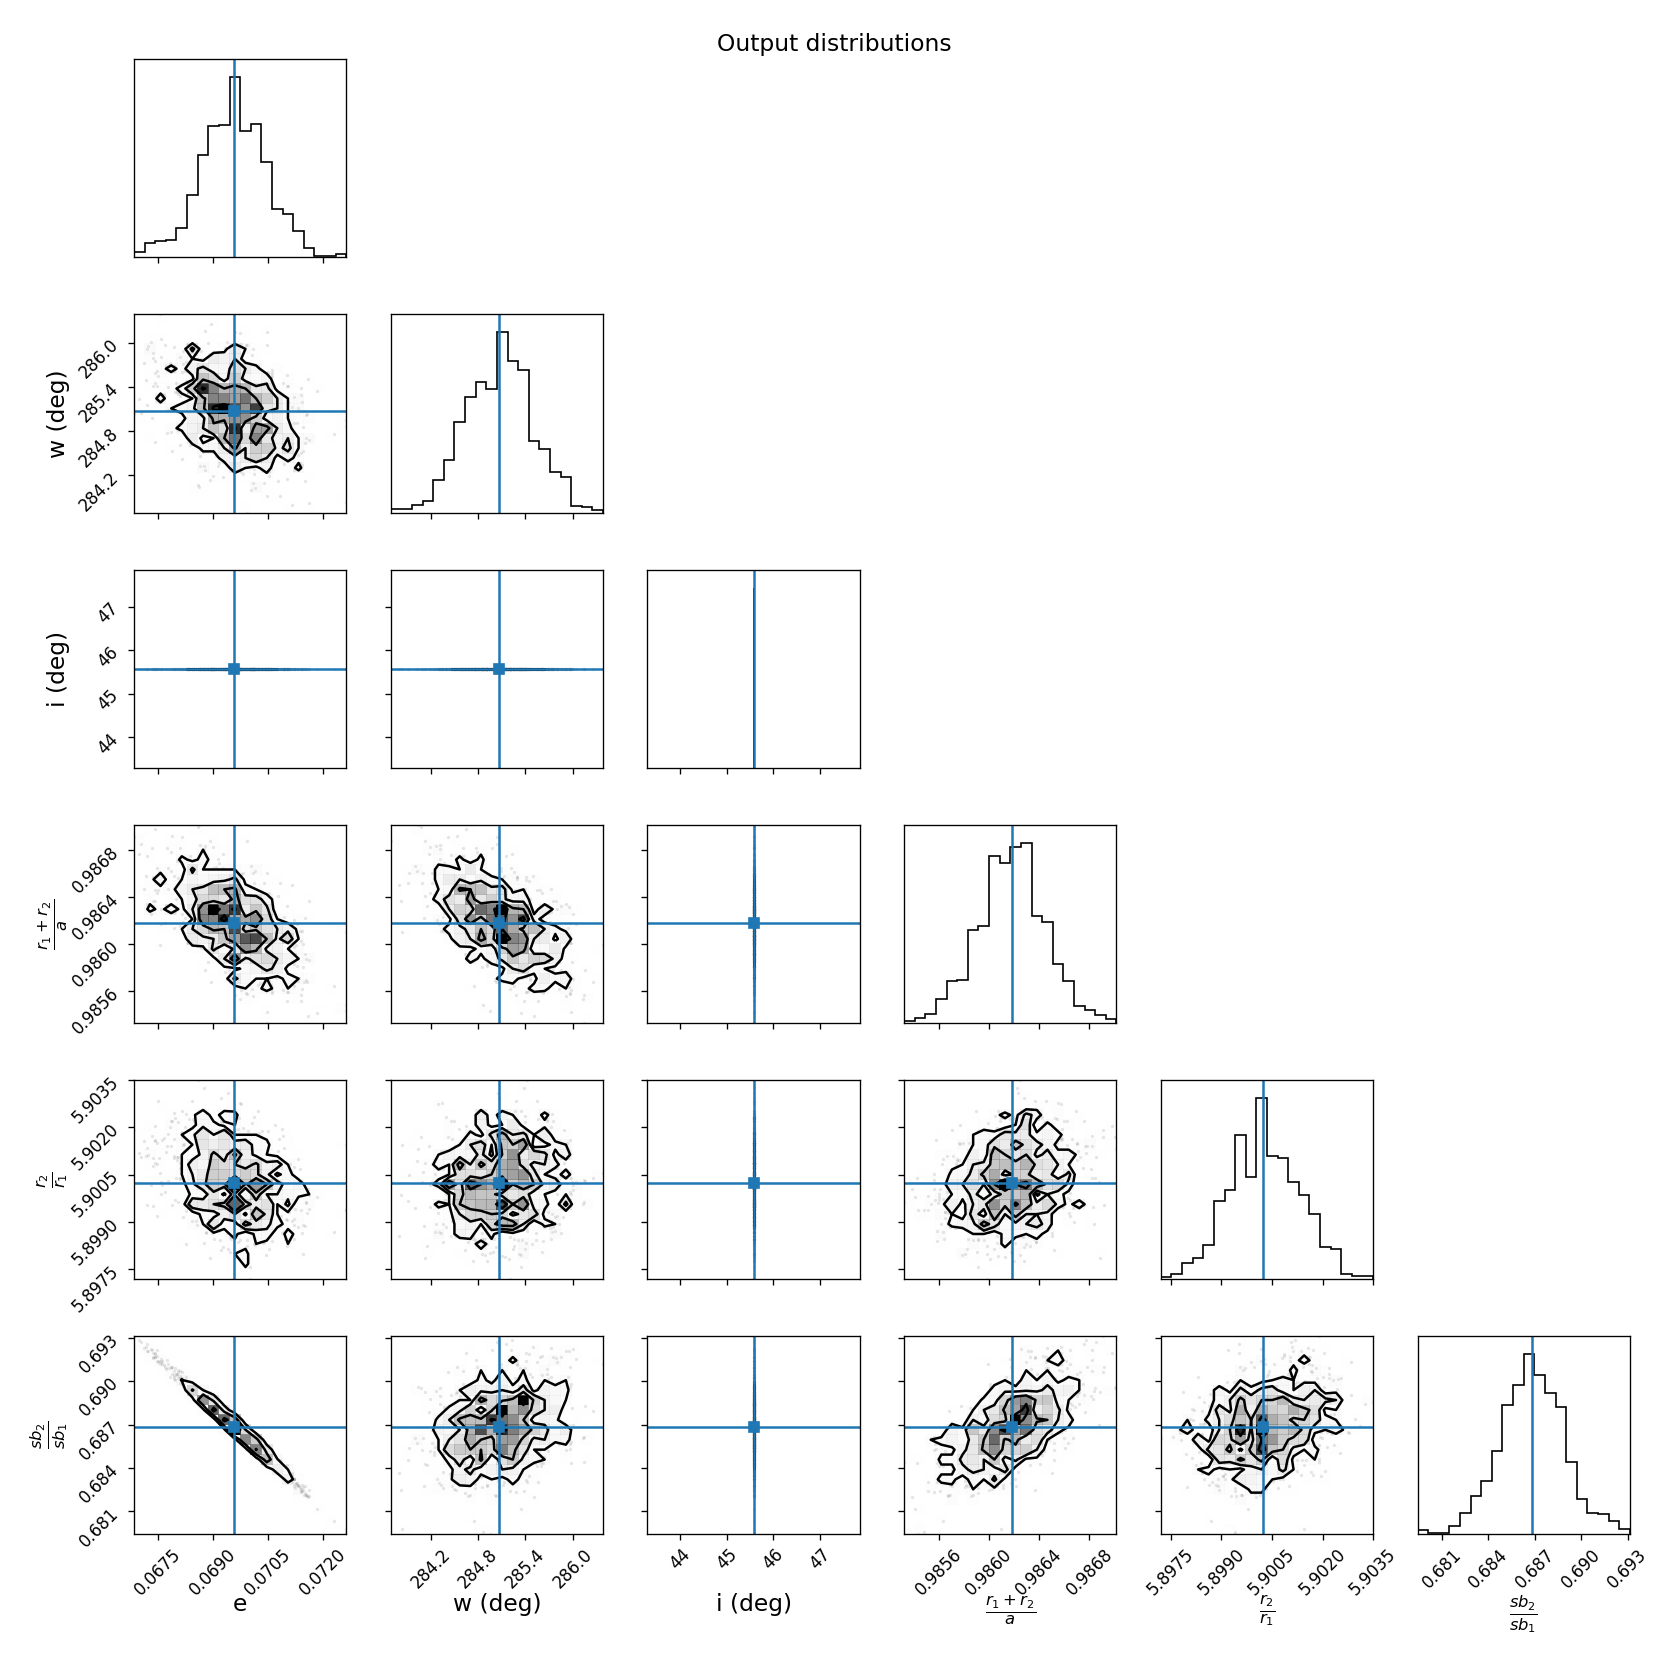 Output distributions
w (deg)
286.0
285.4
284.8
284.2
i (deg)
47
46
45
44
r₁ + r₂
a
0.9868
0.9864
0.9860
0.9856
r₂
r₁
5.9035
5.9020
5.9005
5.8990
5.8975
sb₂
sb₁
0.693
0.690
0.687
0.684
0.681
0.0675 0.0690 0.0705 0.0720
284.2 284.8 285.4 286.0
44 45 46 47
0.9856 0.9860 0.9864 0.9868
5.8975 5.8990 5.9005 5.9020 5.9035
0.681 0.684 0.687 0.690 0.693
e
w (deg)
i (deg)
r₁ + r₂
a
r₂
r₁
sb₂
sb₁